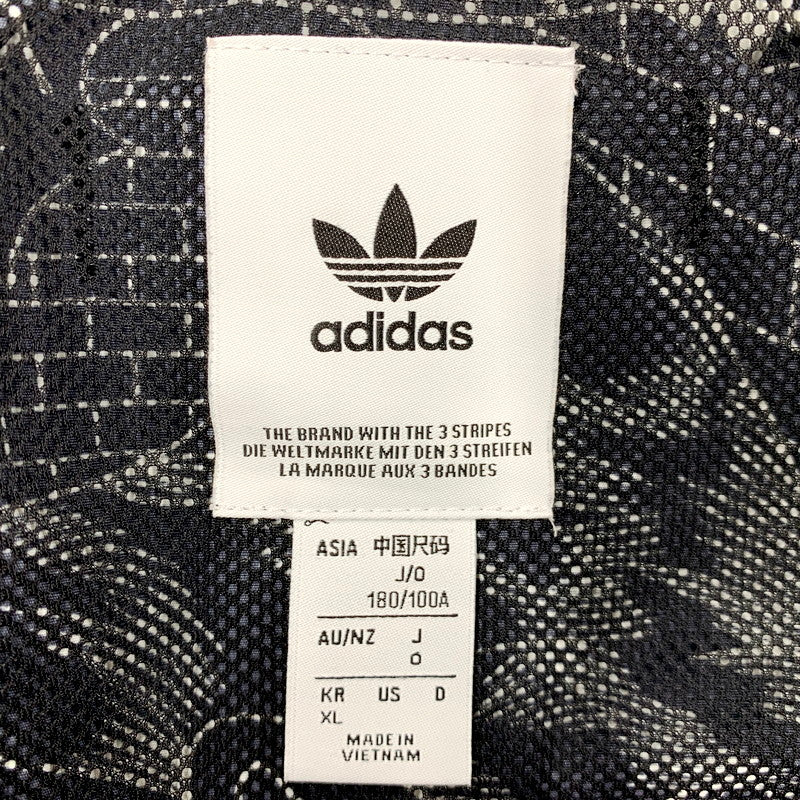 adidas
THE BRAND WITH THE 3 STRIPES
DIE WELTMARKE MIT DEN 3 STREIFEN
LA MARQUE AUX 3 BANDES
ASIA 中国尺码
J/O
180/100A
AU/NZ J
O
KR US D
XL
MADE IN
VIETNAM